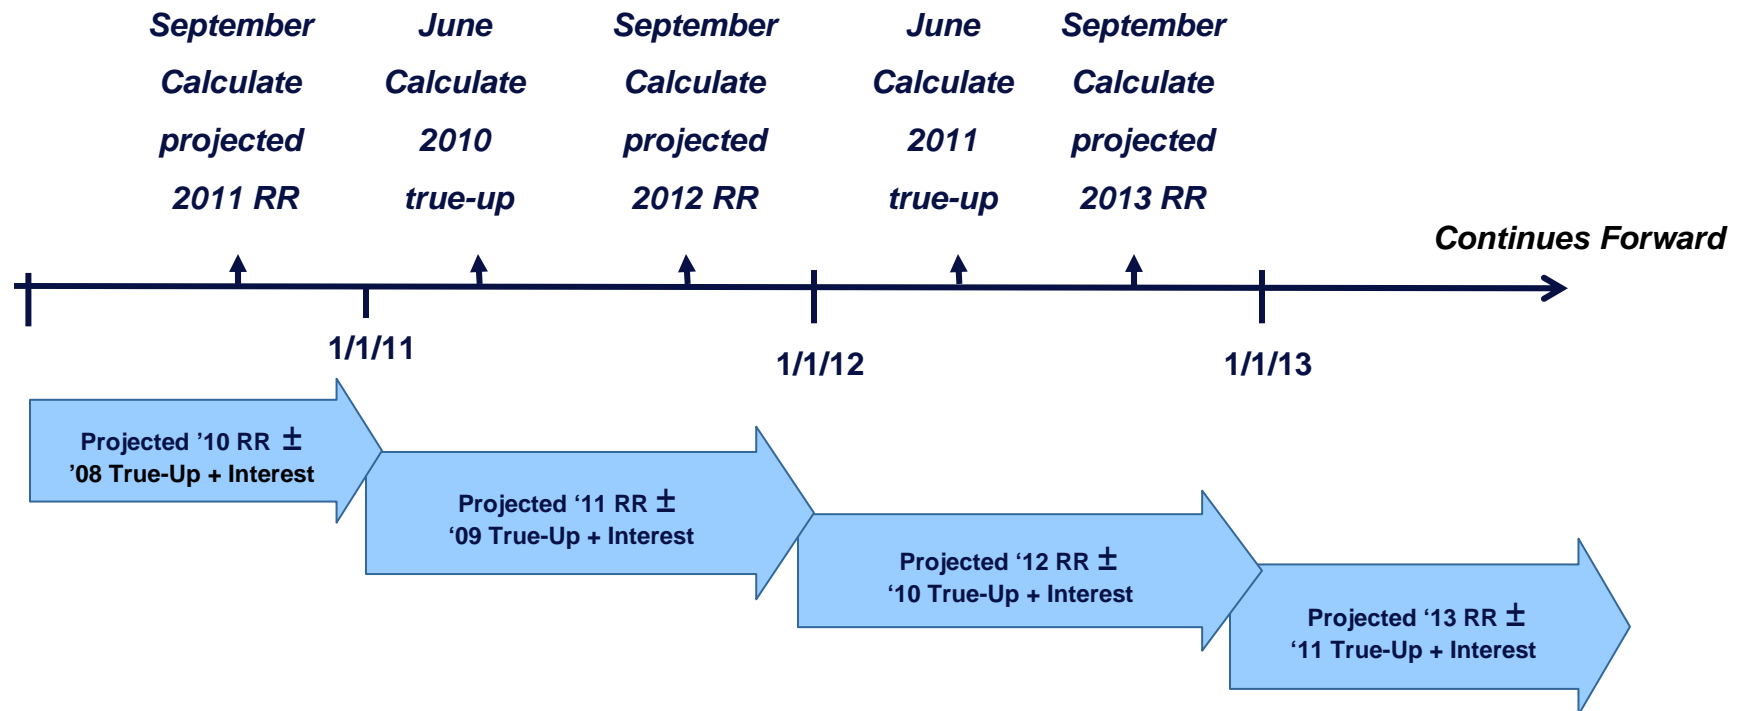 September
Calculate
projected
2011 RR
June
Calculate
2010
true-up
September
Calculate
projected
2012 RR
June
Calculate
2011
true-up
September
Calculate
projected
2013 RR
Continues Forward
1/1/11
1/1/12
1/1/13
Projected ’10 RR ±
’08 True-Up + Interest
Projected ‘11 RR ±
‘09 True-Up + Interest
Projected ‘12 RR ±
‘10 True-Up + Interest
Projected ‘13 RR ±
‘11 True-Up + Interest